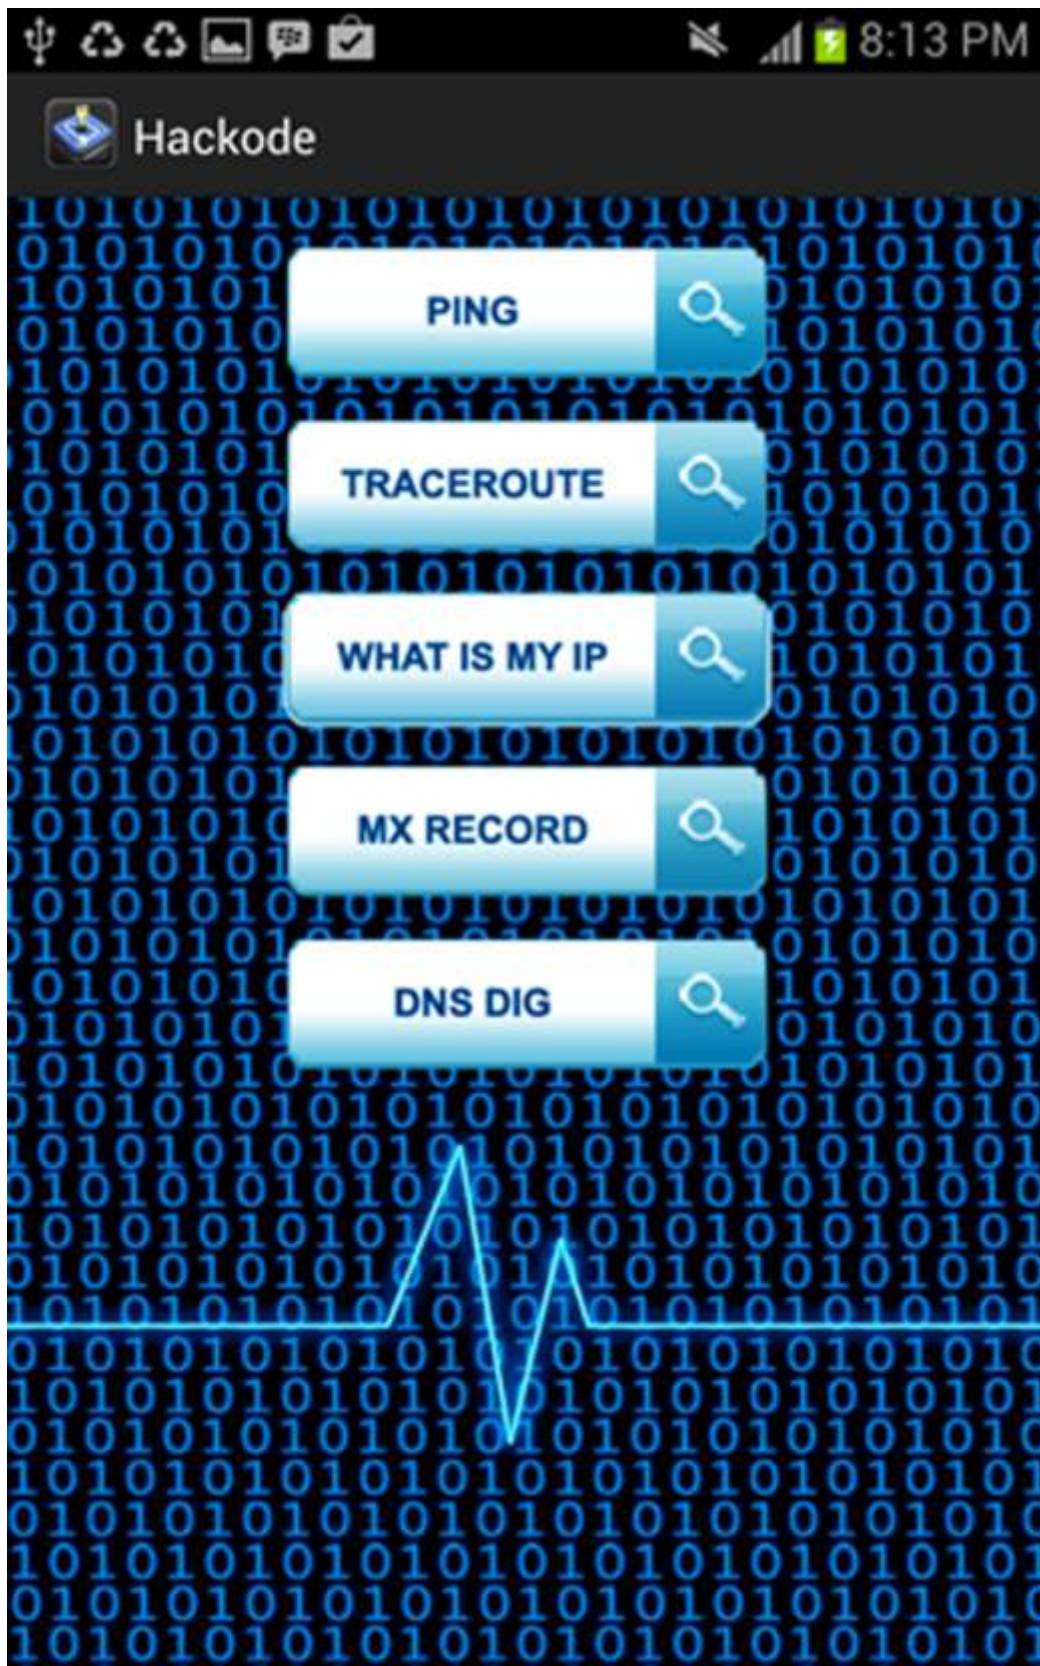 8:13 PM
Hackode
PING
TRACEROUTE
WHAT IS MY IP
MX RECORD
DNS DIG